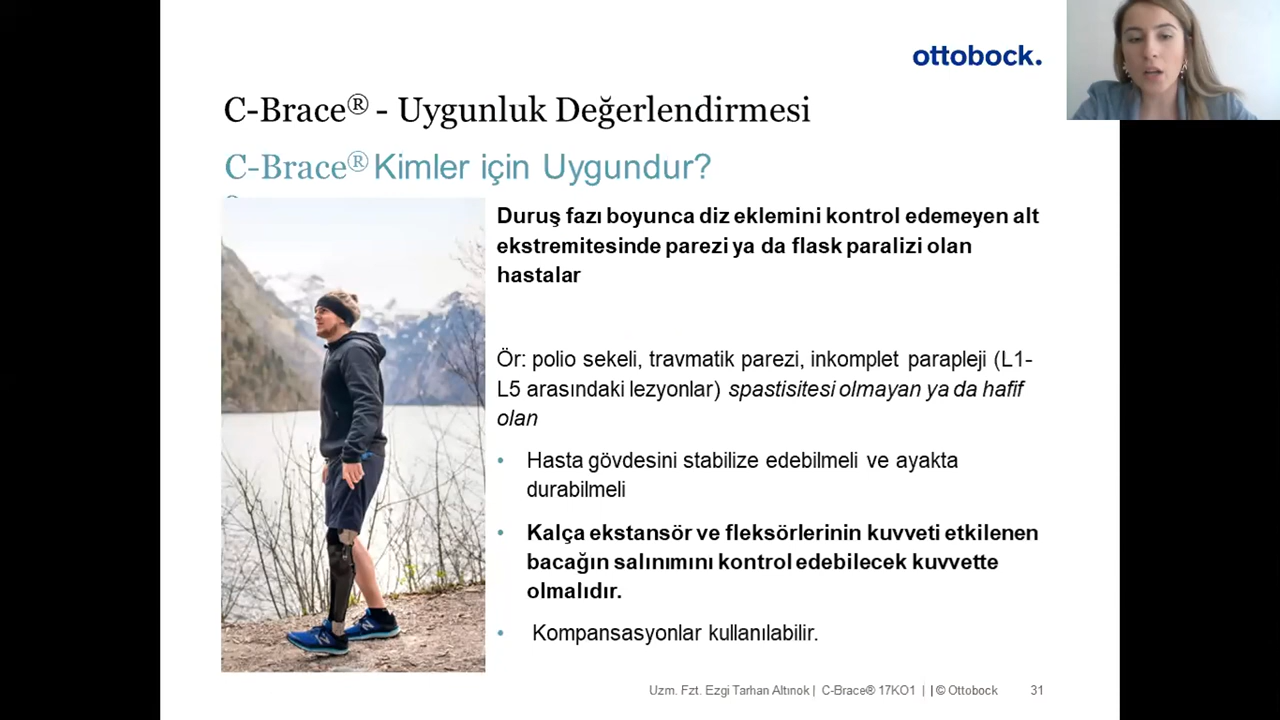 ottobock.
C-Brace® - Uygunluk Değerlendirmesi
C-Brace® Kimler için Uygundur?
Duruş fazı boyunca diz eklemini kontrol edemeyen alt
ekstremitesinde parezi ya da flask paralizi olan
hastalar
Ör: polio sekeli, travmatik parezi, inkomplet parapleji (L1-
L5 arasındaki lezyonlar) spastisitesi olmayan ya da hafif
olan
• Hasta gövdesini stabilize edebilmeli ve ayakta
durabilmeli
• Kalça ekstansör ve fleksörlerinin kuvveti etkilenen
bacağın salınımını kontrol edebilecek kuvvette
olmalıdır.
• Kompansasyonlar kullanılabilir.
Uzm. Fzt. Ezgi Tarhan Altınok | C-Brace® 17KO1 | | © Ottobock 31